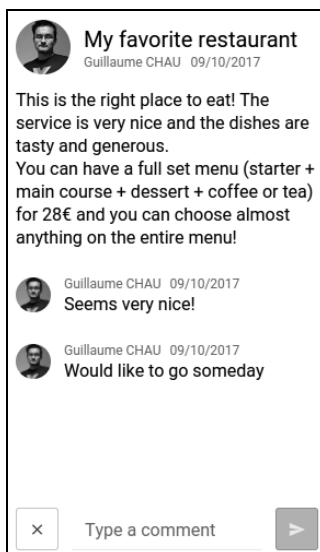 My favorite restaurant
Guillaume CHAU 09/10/2017
This is the right place to eat! The
service is very nice and the dishes are
tasty and generous.
You can have a full set menu (starter +
main course + dessert + coffee or tea)
for 28€ and you can choose almost
anything on the entire menu!
Guillaume CHAU 09/10/2017
Seems very nice!
Guillaume CHAU 09/10/2017
Would like to go someday
Type a comment